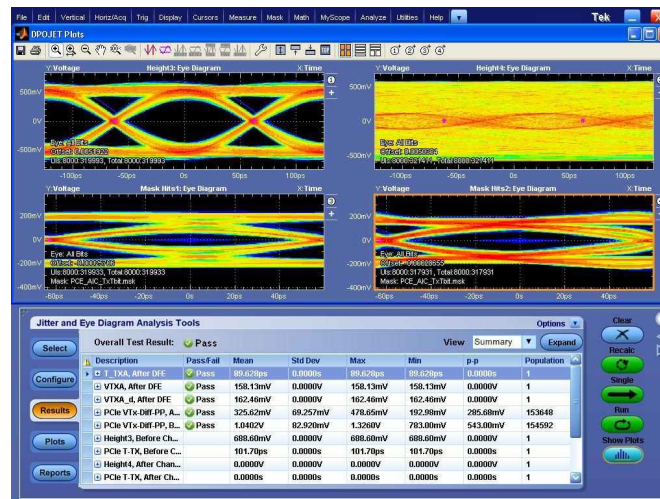 File Edit Vertical Horiz/Acq Trig Display Cursors Measure Mask Math MyScope Analyze Utilities Help Tek
DPOJET Plots
Y:Voltage Height3: Eye Diagram X:Time
500mV
0V
-500mV
Eye: All Bits
UIs:8000:319993, Total:8000:319993
-100ps -50ps 0s 50ps 100ps
Y:Voltage Height4: Eye Diagram X:Time
500mV
0V
-500mV
Eye: All Bits
UIs:8000:321411, Total:8000:321411
-100ps -50ps 0s 50ps 100ps
Y:Voltage Mask Hits1: Eye Diagram X:Time
200mV
0V
-200mV
Eye: All Bits
UIs:8000:319933, Total:8000:319933
Mask: PCE_AIC_TxTbit.msk
-400mV
-60ps -40ps -20ps 0s 20ps 40ps
Y:Voltage Mask Hits2: Eye Diagram X:Time
200mV
0V
-200mV
Eye: All Bits
UIs:8000:317931, Total:8000:317931
Mask: PCE_AIC_TxTbit.msk
-400mV
-60ps -40ps -20ps 0s 20ps 40ps
Jitter and Eye Diagram Analysis Tools Options
Clear
Select
Overall Test Result: Pass View Summary Expand
Recalc
Description Pass/Fail Mean Std Dev Max Min p-p Population
T_TXA, After DFE Pass 89.628ps 0.0000s 89.628ps 89.628ps 0.0000s 1
Configure
Single
VTXA, After DFE Pass 158.13mV 0.0000V 158.13mV 158.13mV 0.0000V 1
VTXA_d, After DFE Pass 162.46mV 0.0000V 162.46mV 162.46mV 0.0000V 1
Results
Run
PCIe VTx-Diff-PP, A... Pass 325.62mV 69.257mV 478.65mV 192.98mV 285.68mV 153648
PCIe VTx-Diff-PP, B... Pass 1.0402V 82.920mV 1.3260V 783.00mV 543.00mV 154592
Plots
Show Plots
Height3, Before Ch... 688.60mV 0.0000V 688.60mV 688.60mV 0.0000V 1
PCIe T-TX, Before C... 101.70ps 0.0000s 101.70ps 101.70ps 0.0000s 1
Height4, After Chan... 0.0000V 0.0000V 0.0000V 0.0000V 0.0000V 1
Reports
PCIe T-TX, After Ch... 0.0000s 0.0000s 0.0000s 0.0000s 0.0000s 1